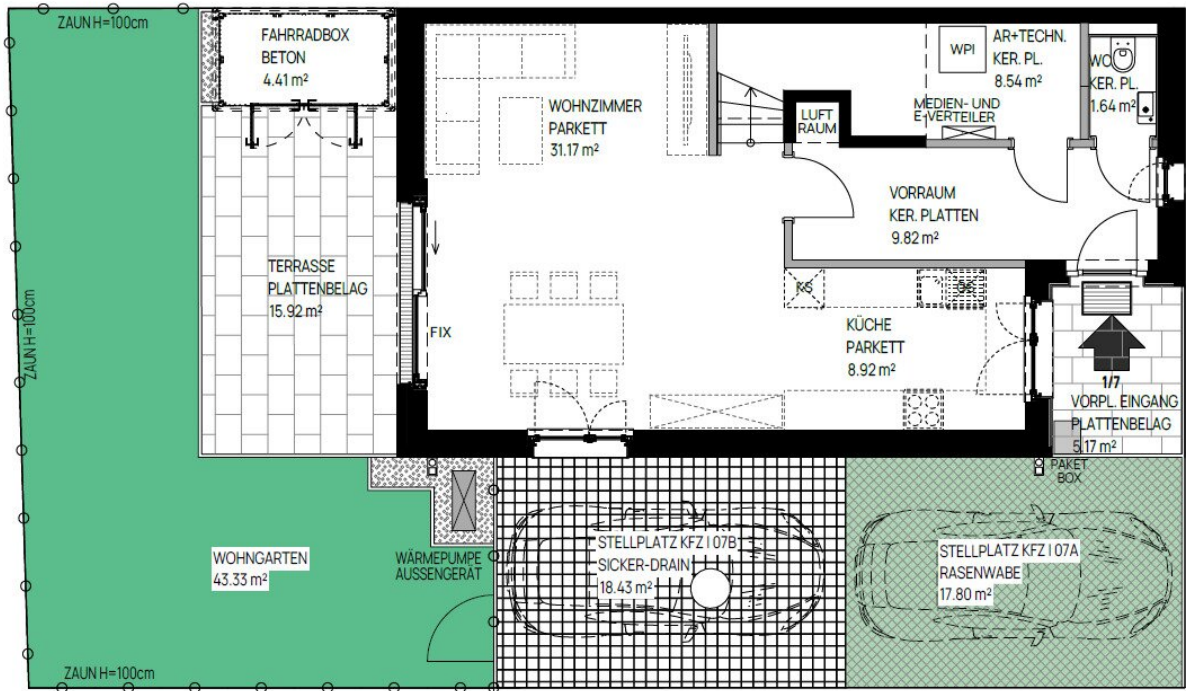 ZAUN H=100cm
FAHRRADBOX
BETON
4.41 m²
WOHNZIMMER
PARKETT
31.17 m²
LUFT
RAUM
WPI
AR+TECHN.
KER. PL.
8.54 m²
MEDIEN- UND
E-VERTEILER
WC
KER. PL.
1.64 m²
VORRAUM
KER. PLATTEN
9.82 m²
TERRASSE
PLATTENBELAG
15.92 m²
ZAUN H=100cm
FIX
KS
GS
KÜCHE
PARKETT
8.92 m²
1/7
VORPL. EINGANG
PLATTENBELAG
5.17 m²
PAKET
BOX
WOHNGARTEN
43.33 m²
WÄRMEPUMPE
AUSSENGERÄT
STELLPLATZ KFZ I 07B
SICKER-DRAIN
18.43 m²
STELLPLATZ KFZ I 07A
RASENWABE
17.80 m²
ZAUN H=100cm